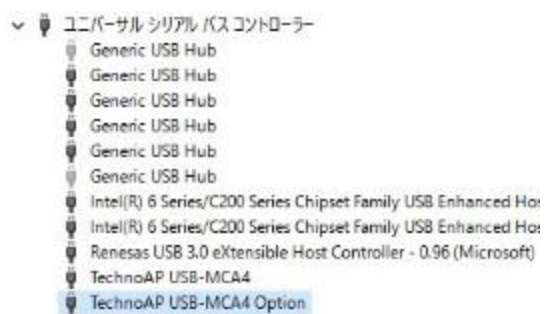 ユニバーサル シリアル バス コントローラー
Generic USB Hub
Generic USB Hub
Generic USB Hub
Generic USB Hub
Generic USB Hub
Generic USB Hub
Intel(R) 6 Series/C200 Series Chipset Family USB Enhanced Hos
Intel(R) 6 Series/C200 Series Chipset Family USB Enhanced Hos
Renesas USB 3.0 eXtensible Host Controller - 0.96 (Microsoft)
TechnoAP USB-MCA4
TechnoAP USB-MCA4 Option